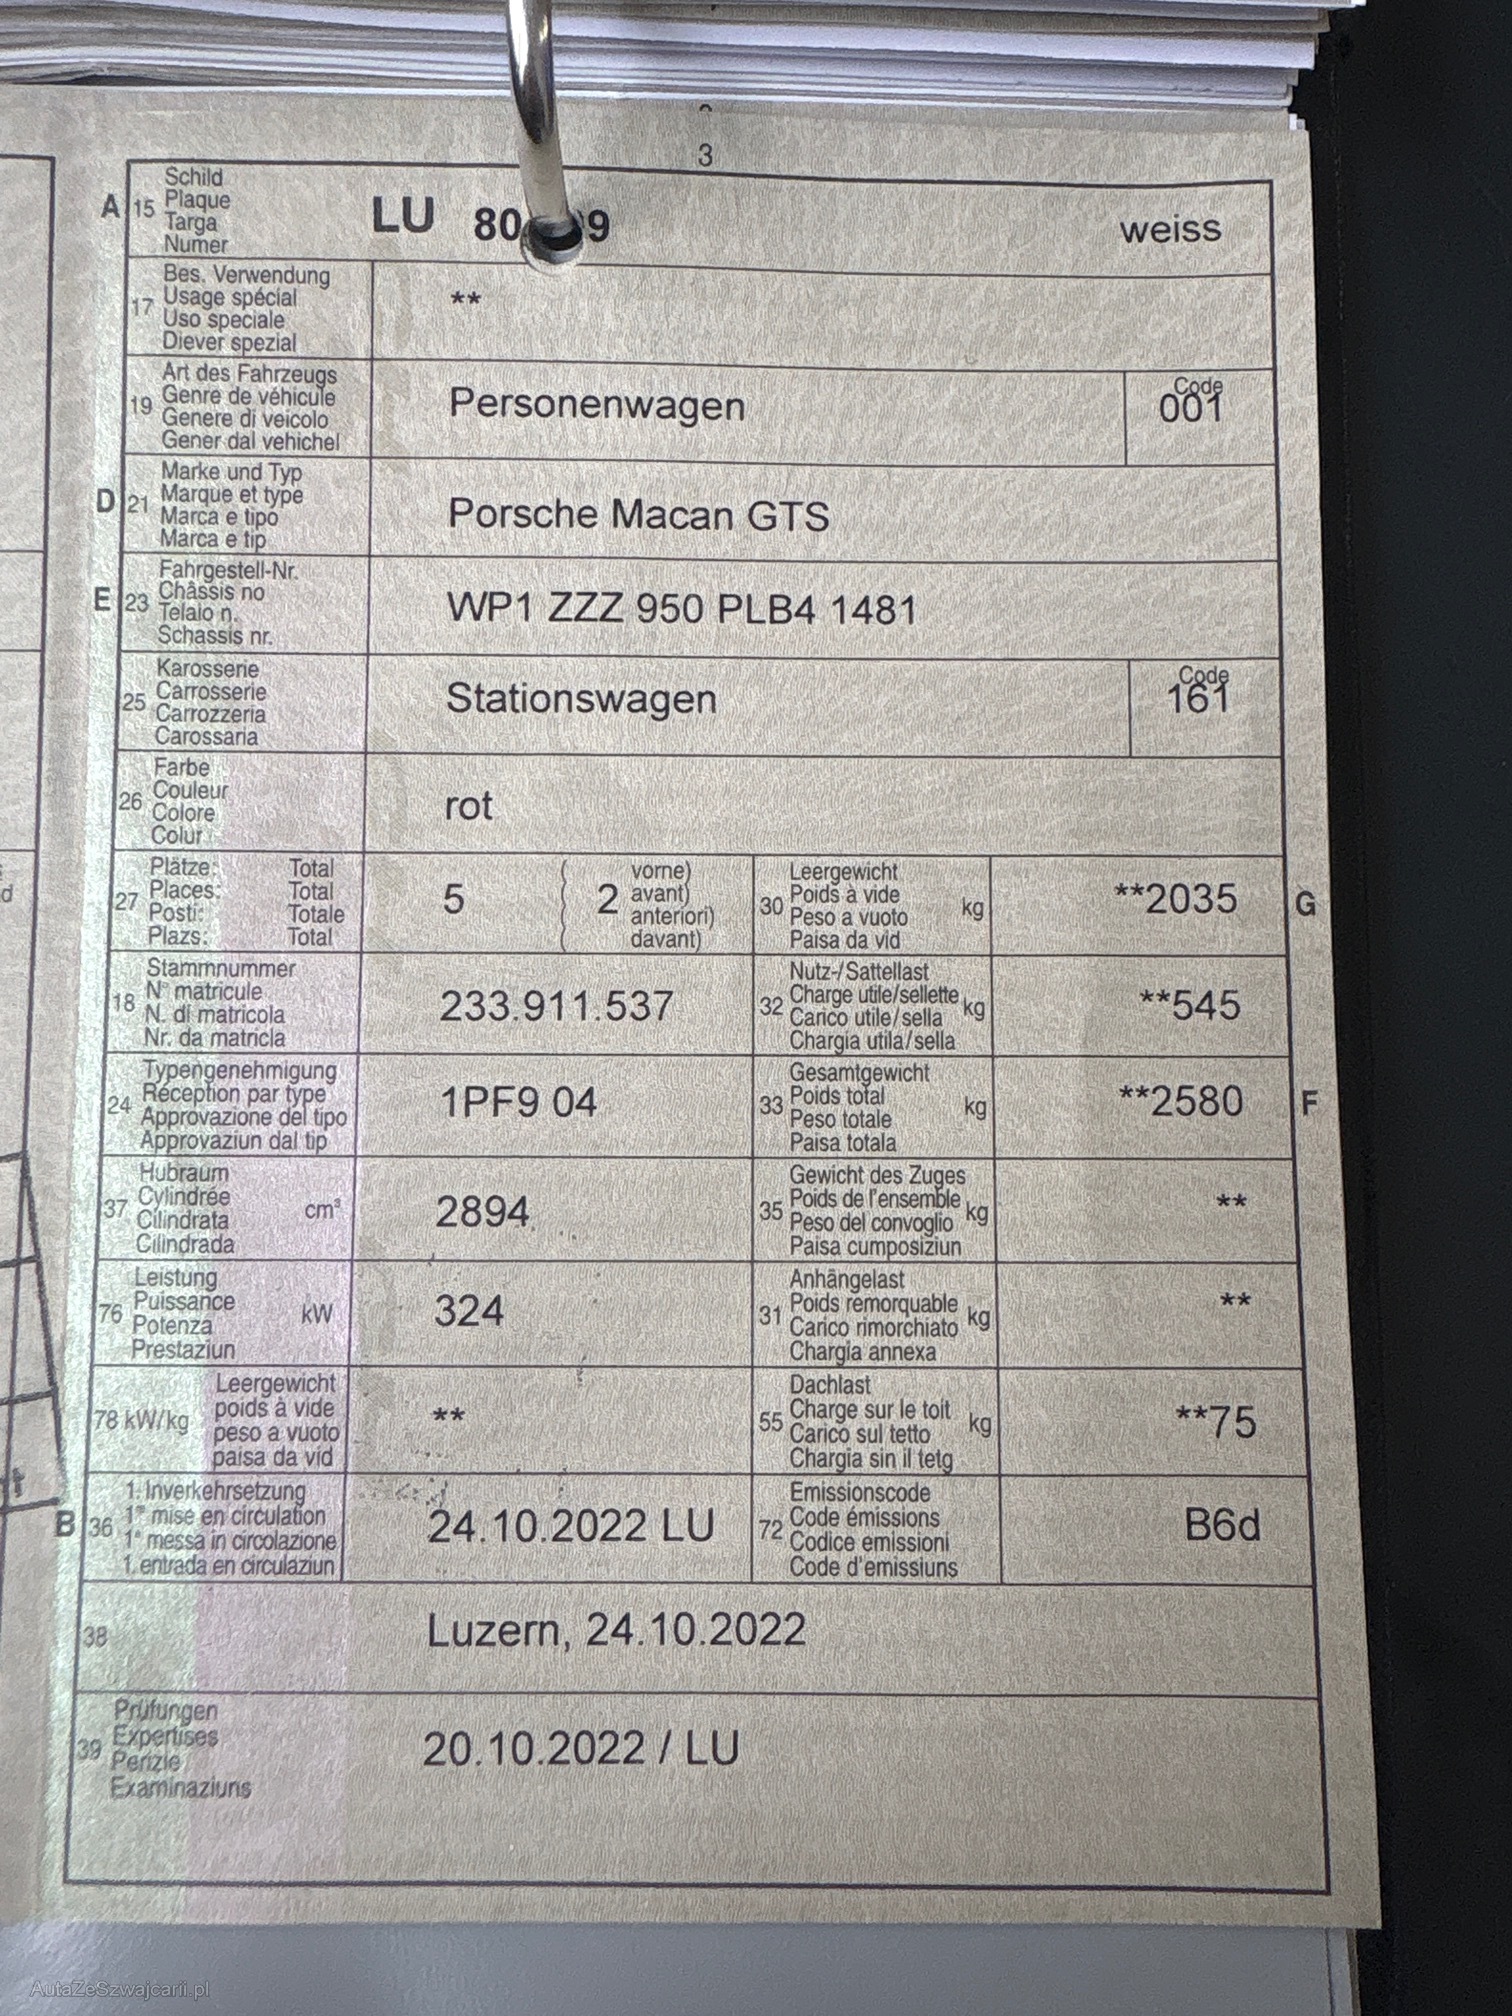 3
A 15 Schild LU 80 9 weiss
Plaque
Targa
Numer
17 Bes. Verwendung **
Usage spécial
Uso speciale
Diever spezial
19 Art des Fahrzeugs Personenwagen Code 001
Genre de véhicule
Genere di veicolo
Gener dal vehichel
D 21 Marke und Typ Porsche Macan GTS
Marque et type
Marca e tipo
Marca e tip
E 23 Fahrgestell-Nr. WP1 ZZZ 950 PLB4 1481
Châssis no
Telaio n.
Schassis nr.
25 Karosserie Stationswagen Code 161
Carrosserie
Carrozzeria
Carossaria
26 Farbe rot
Couleur
Colore
Colur
27 Plätze: Total 5 ( 2 vorne)
Places: Total avant)
Posti: Totale anteriori)
Plazs: Total davant)
30 Leergewicht kg **2035 G
Poids à vide
Peso a vuoto
Paisa da vid
18 Stammnummer 233.911.537
N° matricule
N. di matricola
Nr. da matricla
32 Nutz-/Sattellast kg **545
Charge utile/sellette
Carico utile/sella
Chargia utila/sella
24 Typengenehmigung 1PF9 04
Réception par type
Approvazione del tipo
Approvaziun dal tip
33 Gesamtgewicht kg **2580 F
Poids total
Peso totale
Paisa totala
37 Hubraum cm³ 2894
Cylindrée
Cilindrata
Cilindrada
35 Gewicht des Zuges kg **
Poids de l'ensemble
Peso del convoglio
Paisa cumposiziun
76 Leistung kW 324
Puissance
Potenza
Prestaziun
31 Anhängelast kg **
Poids remorquable
Carico rimorchiato
Chargia annexa
78 kW/kg Leergewicht **
poids à vide
peso a vuoto
paisa da vid
55 Dachlast kg **75
Charge sur le toit
Carico sul tetto
Chargia sin il tetg
B 36 1. Inverkehrsetzung 24.10.2022 LU
1re mise en circulation
1a messa in circolazione
1. entrada en circulaziun
72 Emissionscode B6d
Code émissions
Codice emissioni
Code d'emissiuns
38 Luzern, 24.10.2022
39 Prüfungen 20.10.2022 / LU
Expertises
Perizie
Examinaziuns
AutaZeSzwajcarii.pl